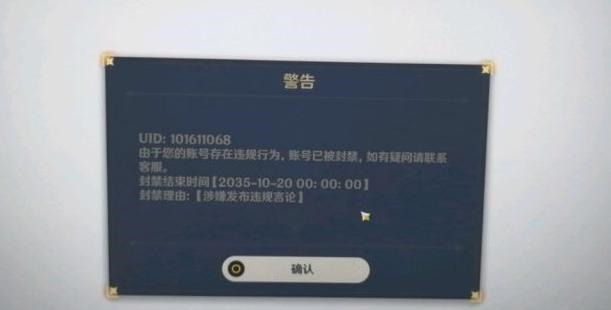 警告
UID: 101611068
由于您的账号存在违规行为，账号已被封禁，如有疑问请联系
客服。
封禁结束时间【2035-10-20 00: 00: 00】
封禁理由:【涉嫌发布违规言论】
确认